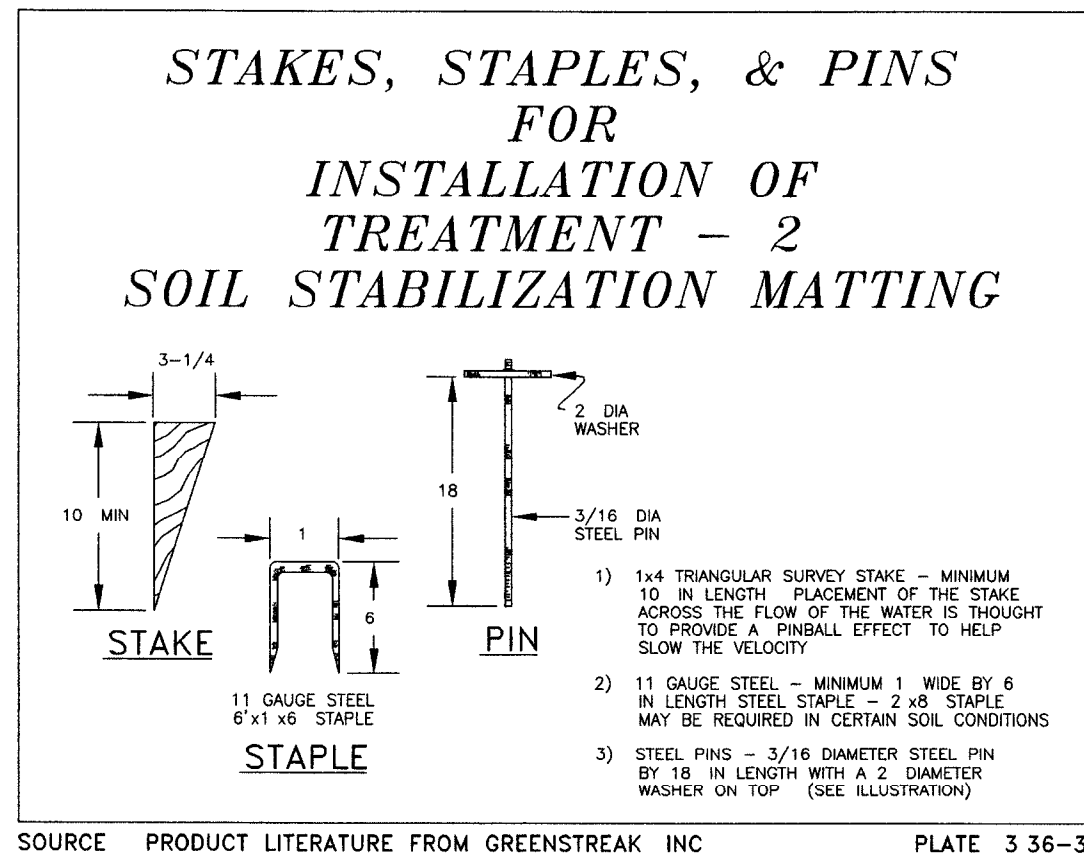 STAKES, STAPLES, & PINS
FOR
INSTALLATION OF
TREATMENT - 2
SOIL STABILIZATION MATTING
3-1/4
10 MIN
STAKE
1
6
11 GAUGE STEEL
6'x1 x6 STAPLE
STAPLE
18
2 DIA
WASHER
3/16 DIA
STEEL PIN
PIN
1) 1x4 TRIANGULAR SURVEY STAKE - MINIMUM
10 IN LENGTH PLACEMENT OF THE STAKE
ACROSS THE FLOW OF THE WATER IS THOUGHT
TO PROVIDE A PINBALL EFFECT TO HELP
SLOW THE VELOCITY
2) 11 GAUGE STEEL - MINIMUM 1 WIDE BY 6
IN LENGTH STEEL STAPLE - 2 x8 STAPLE
MAY BE REQUIRED IN CERTAIN SOIL CONDITIONS
3) STEEL PINS - 3/16 DIAMETER STEEL PIN
BY 18 IN LENGTH WITH A 2 DIAMETER
WASHER ON TOP (SEE ILLUSTRATION)
SOURCE PRODUCT LITERATURE FROM GREENSTREAK INC
PLATE 3 36-3